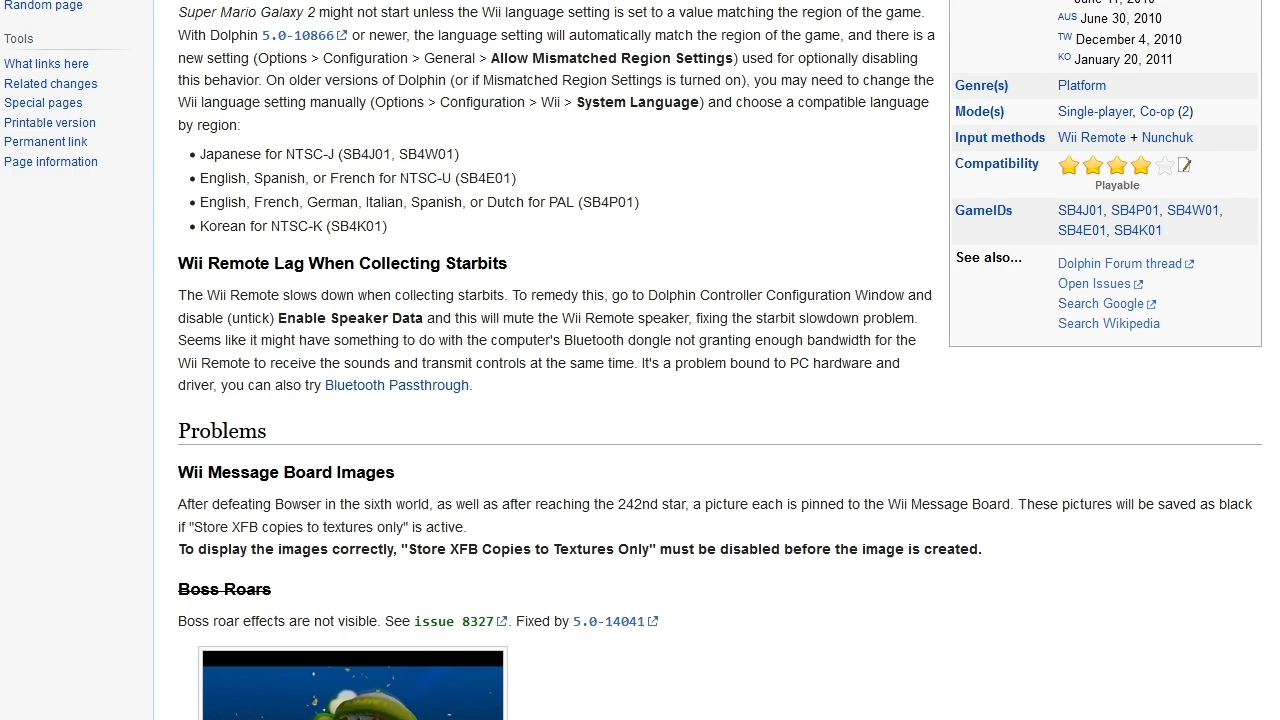 Random page
Tools
What links here
Related changes
Special pages
Printable version
Permanent link
Page information
Super Mario Galaxy 2 might not start unless the Wii language setting is set to a value matching the region of the game.
With Dolphin 5.0-10866 or newer, the language setting will automatically match the region of the game, and there is a
new setting (Options > Configuration > General > Allow Mismatched Region Settings) used for optionally disabling
this behavior. On older versions of Dolphin (or if Mismatched Region Settings is turned on), you may need to change the
Wii language setting manually (Options > Configuration > Wii > System Language) and choose a compatible language
by region:
• Japanese for NTSC-J (SB4J01, SB4W01)
• English, Spanish, or French for NTSC-U (SB4E01)
• English, French, German, Italian, Spanish, or Dutch for PAL (SB4P01)
• Korean for NTSC-K (SB4K01)
Wii Remote Lag When Collecting Starbits
The Wii Remote slows down when collecting starbits. To remedy this, go to Dolphin Controller Configuration Window and
disable (untick) Enable Speaker Data and this will mute the Wii Remote speaker, fixing the starbit slowdown problem.
Seems like it might have something to do with the computer's Bluetooth dongle not granting enough bandwidth for the
Wii Remote to receive the sounds and transmit controls at the same time. It's a problem bound to PC hardware and
driver, you can also try Bluetooth Passthrough.
Problems
Wii Message Board Images
After defeating Bowser in the sixth world, as well as after reaching the 242nd star, a picture each is pinned to the Wii Message Board. These pictures will be saved as black
if "Store XFB copies to textures only" is active.
To display the images correctly, "Store XFB Copies to Textures Only" must be disabled before the image is created.
Boss Roars
Boss roar effects are not visible. See issue 8327. Fixed by 5.0-14041
AUS June 30, 2010
TW December 4, 2010
KO January 20, 2011
Genre(s) Platform
Mode(s) Single-player, Co-op (2)
Input methods Wii Remote + Nunchuk
Compatibility
Playable
GameIDs SB4J01, SB4P01, SB4W01,
SB4E01, SB4K01
See also...
Dolphin Forum thread
Open Issues
Search Google
Search Wikipedia